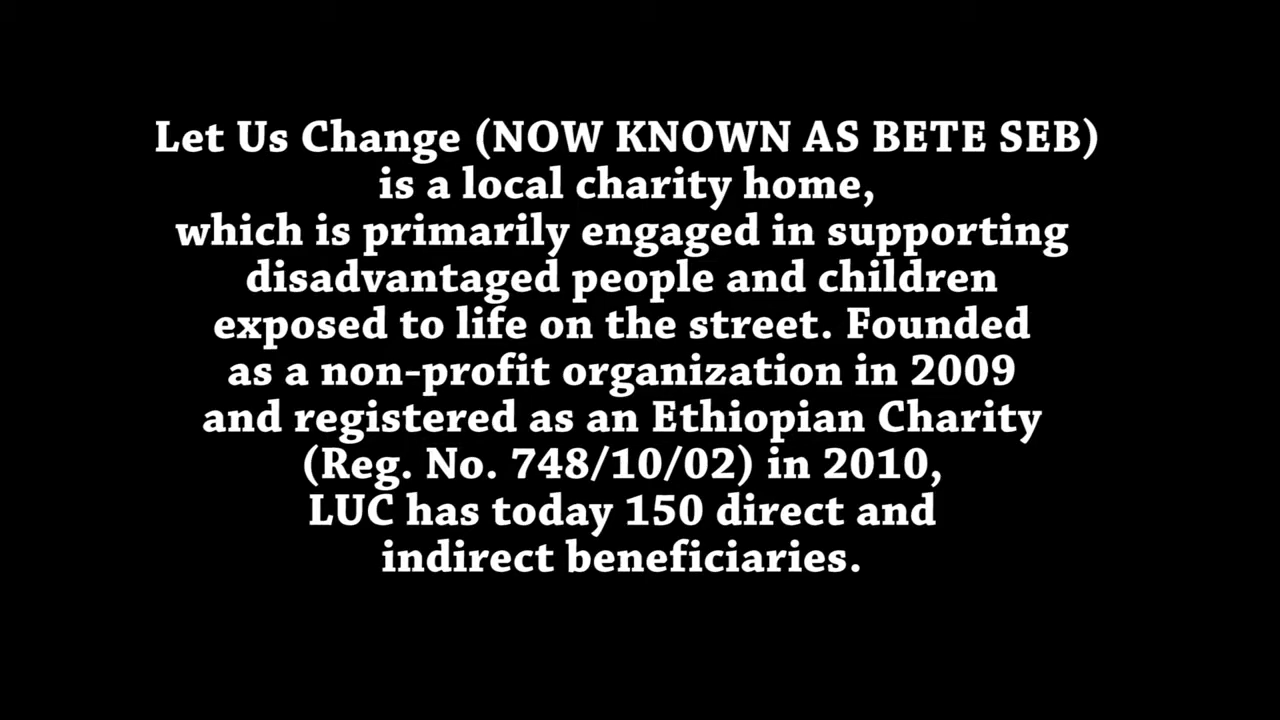 Let Us Change (NOW KNOWN AS BETE SEB)
is a local charity home,
which is primarily engaged in supporting
disadvantaged people and children
exposed to life on the street. Founded
as a non-profit organization in 2009
and registered as an Ethiopian Charity
(Reg. No. 748/10/02) in 2010,
LUC has today 150 direct and
indirect beneficiaries.